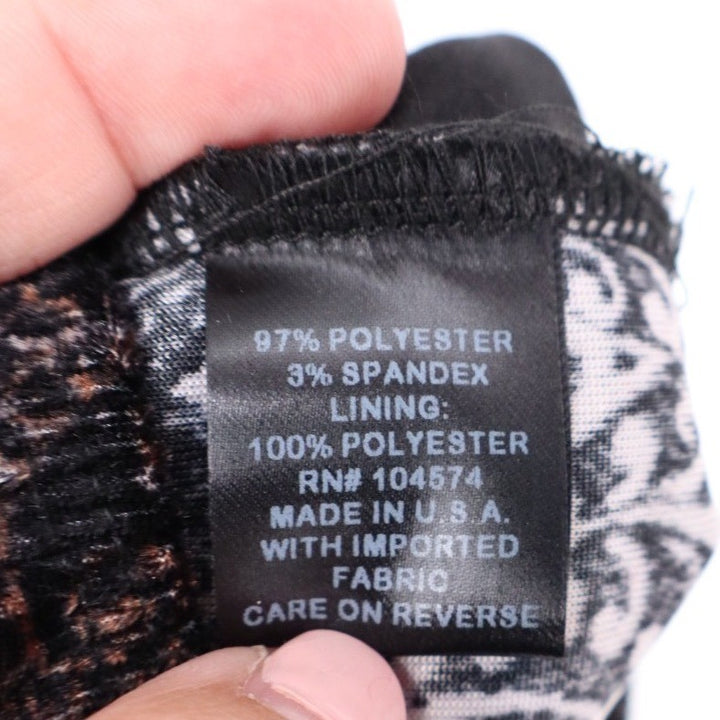 97% POLYESTER
3% SPANDEX
LINING:
100% POLYESTER
RN# 104574
MADE IN U.S.A.
WITH IMPORTED
FABRIC
CARE ON REVERSE